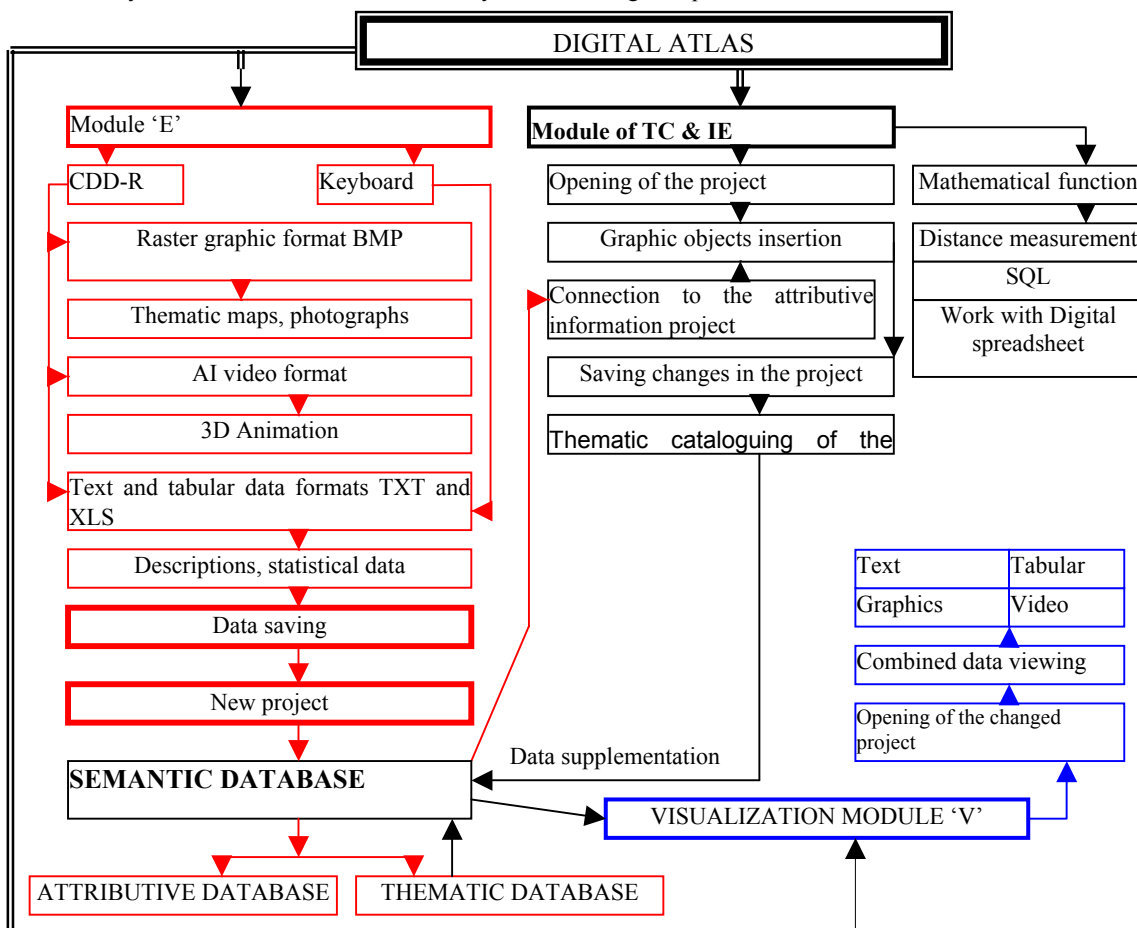 DIGITAL ATLAS
Module ‘E’
CDD-R
Keyboard
Raster graphic format BMP
Thematic maps, photographs
AI video format
3D Animation
Text and tabular data formats TXT and
XLS
Descriptions, statistical data
Data saving
New project
SEMANTIC DATABASE
ATTRIBUTIVE DATABASE
THEMATIC DATABASE
Module of TC & IE
Opening of the project
Graphic objects insertion
Connection to the attributive
information project
Saving changes in the project
Thematic cataloguing of the
Data supplementation
Mathematical function
Distance measurement
SQL
Work with Digital
spreadsheet
Text
Tabular
Graphics
Video
Combined data viewing
Opening of the changed
project
VISUALIZATION MODULE ‘V’